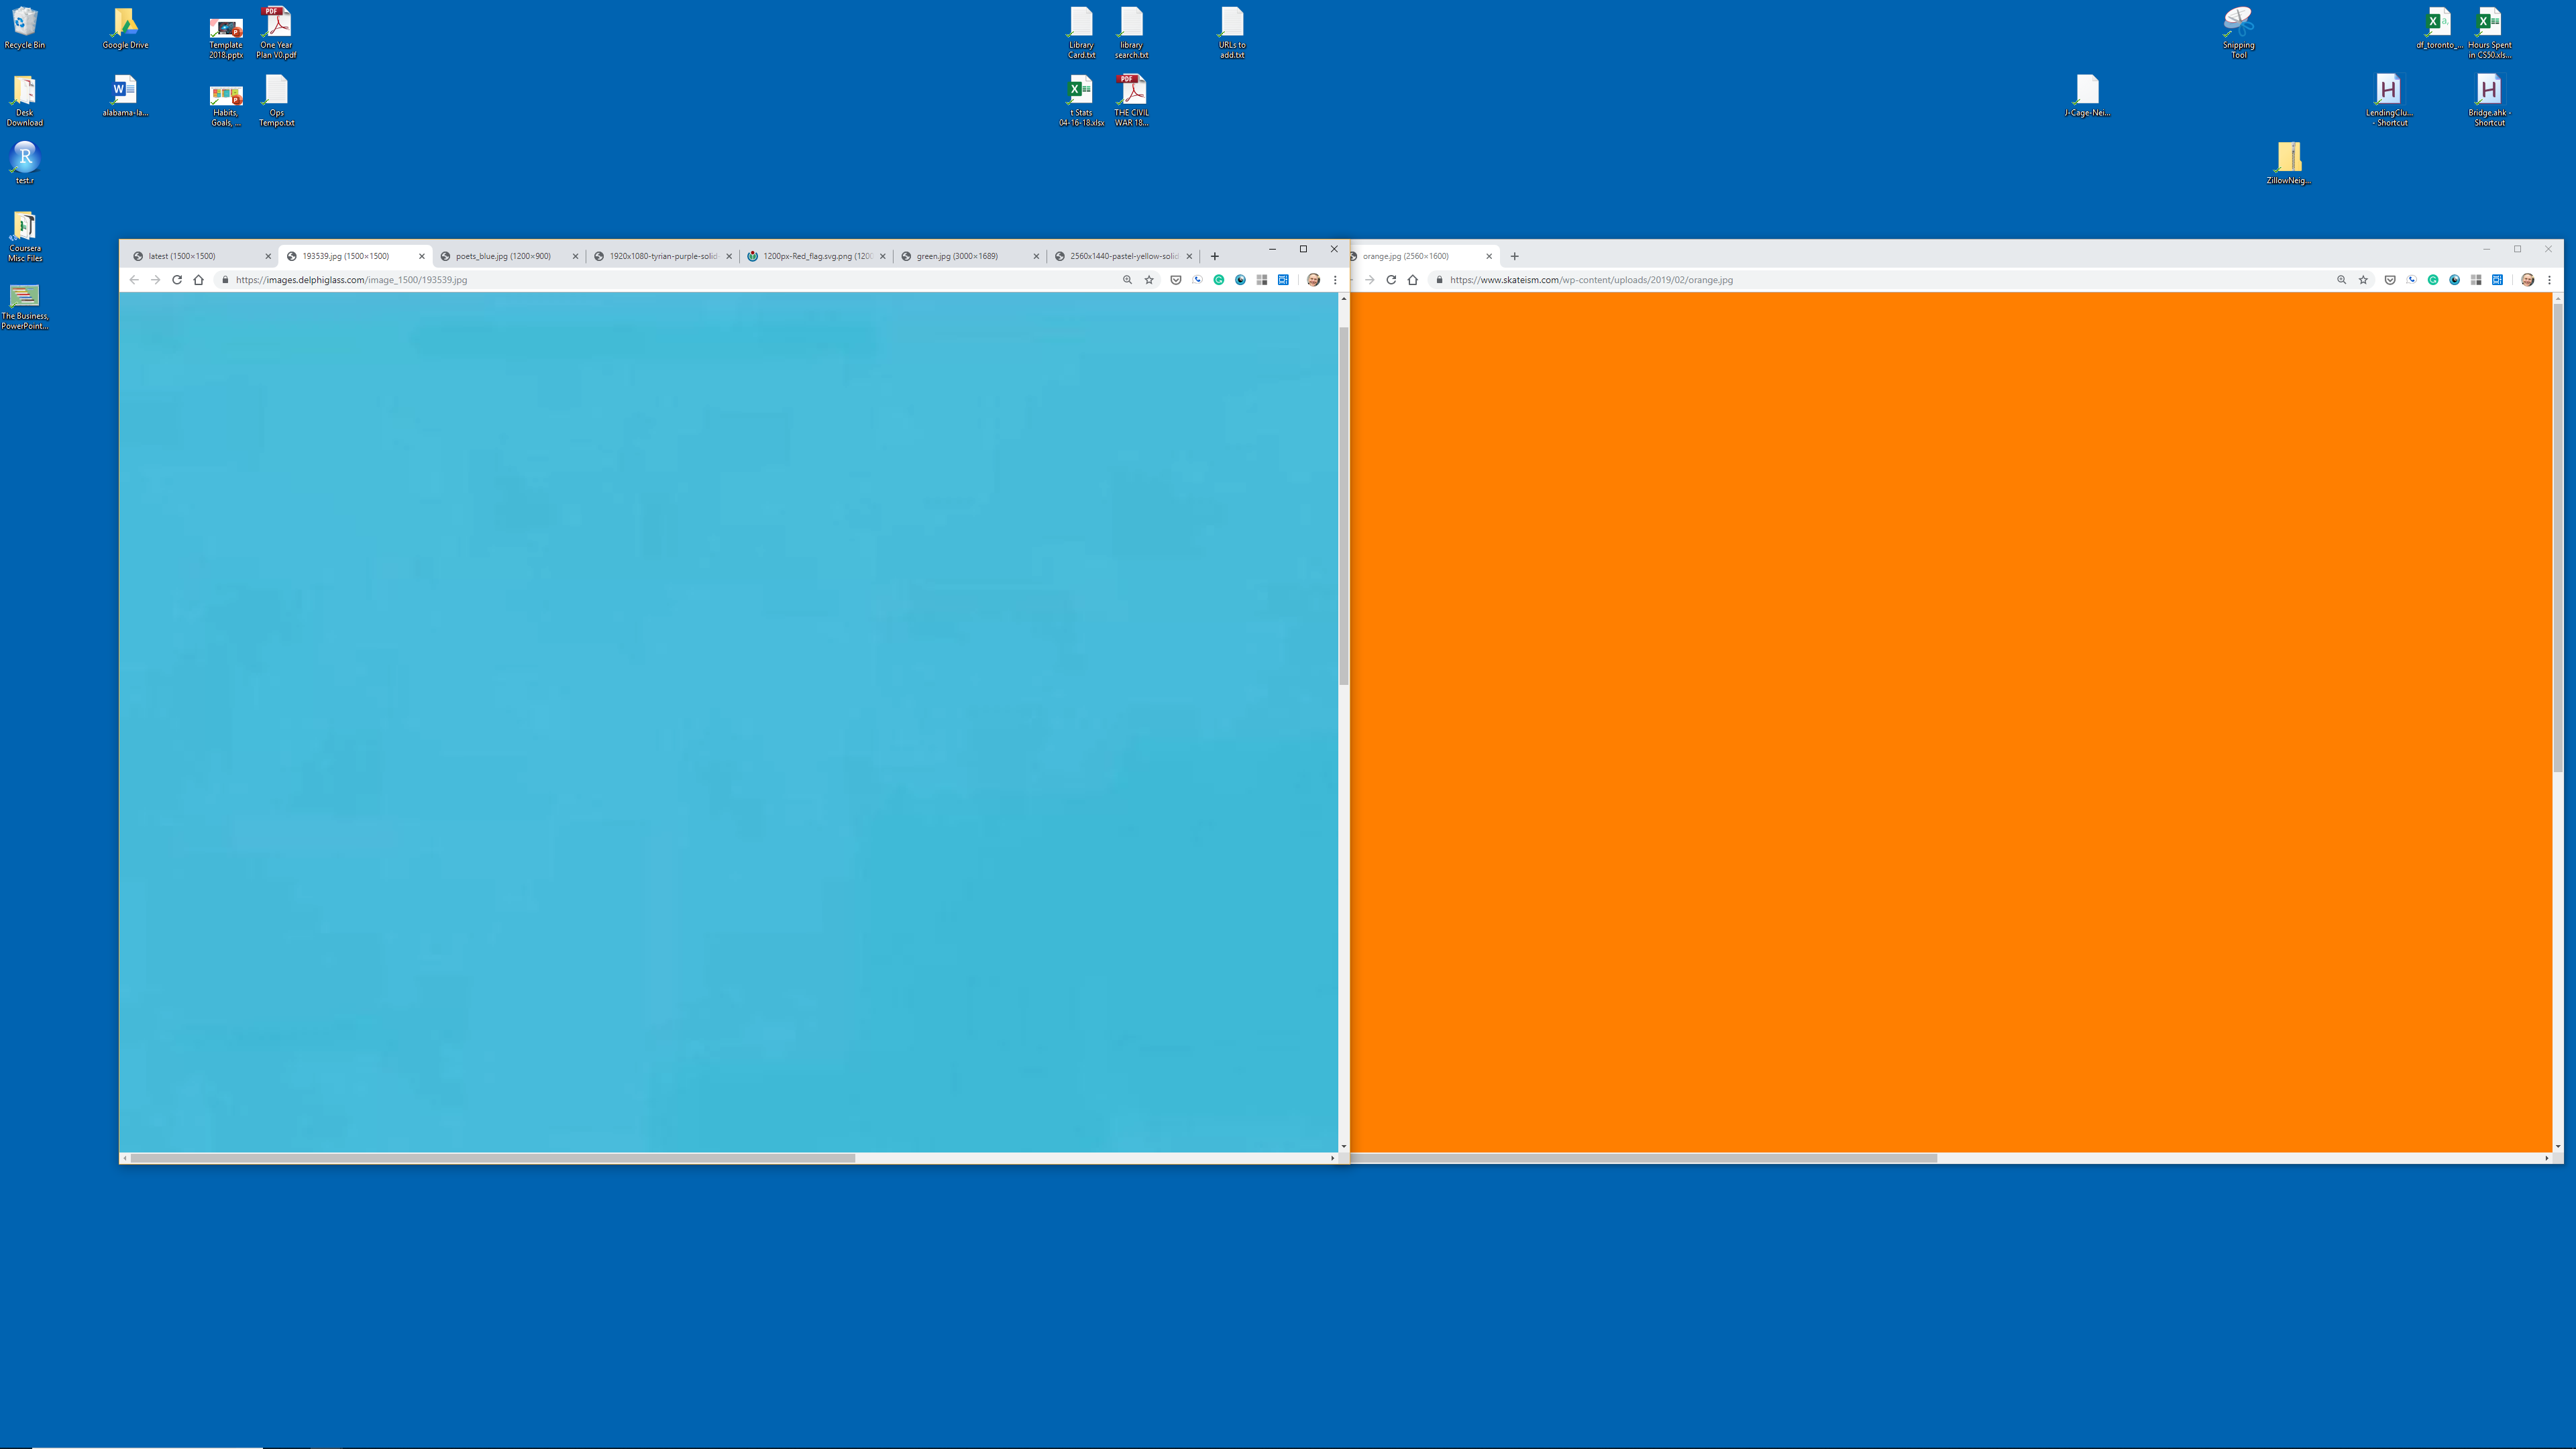 Recycle Bin
Google Drive
Template 2018.pptx
One Year Plan V0.pdf
Library Card.txt
library search.txt
URLs to add.txt
Snipping Tool
df_toronto_...
Hours Spent in CS50.xls...
Desk Download
alabama-la...
Habits, Goals, ...
Ops Tempo.txt
t Stats 04-16-18.xlsx
THE CIVIL WAR 18...
J-Cage-Nei...
LendingClu... - Shortcut
Bridge.ahk - Shortcut
test.r
ZillowNeig...
Coursera Misc Files
The Business, PowerPoint...
latest (1500×1500)
193539.jpg (1500×1500)
poets_blue.jpg (1200×900)
1920x1080-tyrian-purple-solid
1200px-Red_flag.svg.png (120
green.jpg (3000×1689)
2560x1440-pastel-yellow-solid
https://images.delphiglass.com/image_1500/193539.jpg
orange.jpg (2560×1600)
https://www.skateism.com/wp-content/uploads/2019/02/orange.jpg